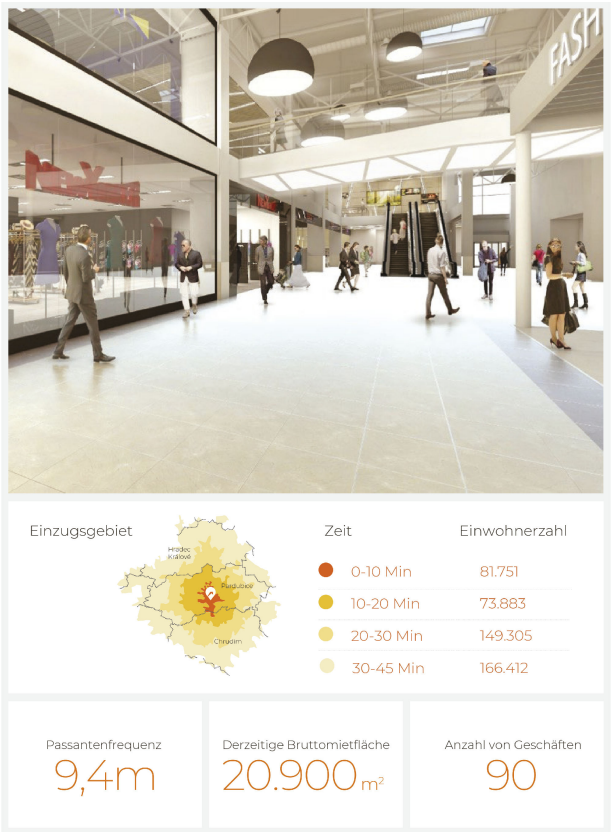 FASH
Einzugsgebiet
Hradec
Králové
Pardubice
Chrudim
Zeit
Einwohnerzahl
0-10 Min
81.751
10-20 Min
73.883
20-30 Min
149.305
30-45 Min
166.412
Passantenfrequenz
9,4m
Derzeitige Bruttomietfläche
20.900 m²
Anzahl von Geschäften
90